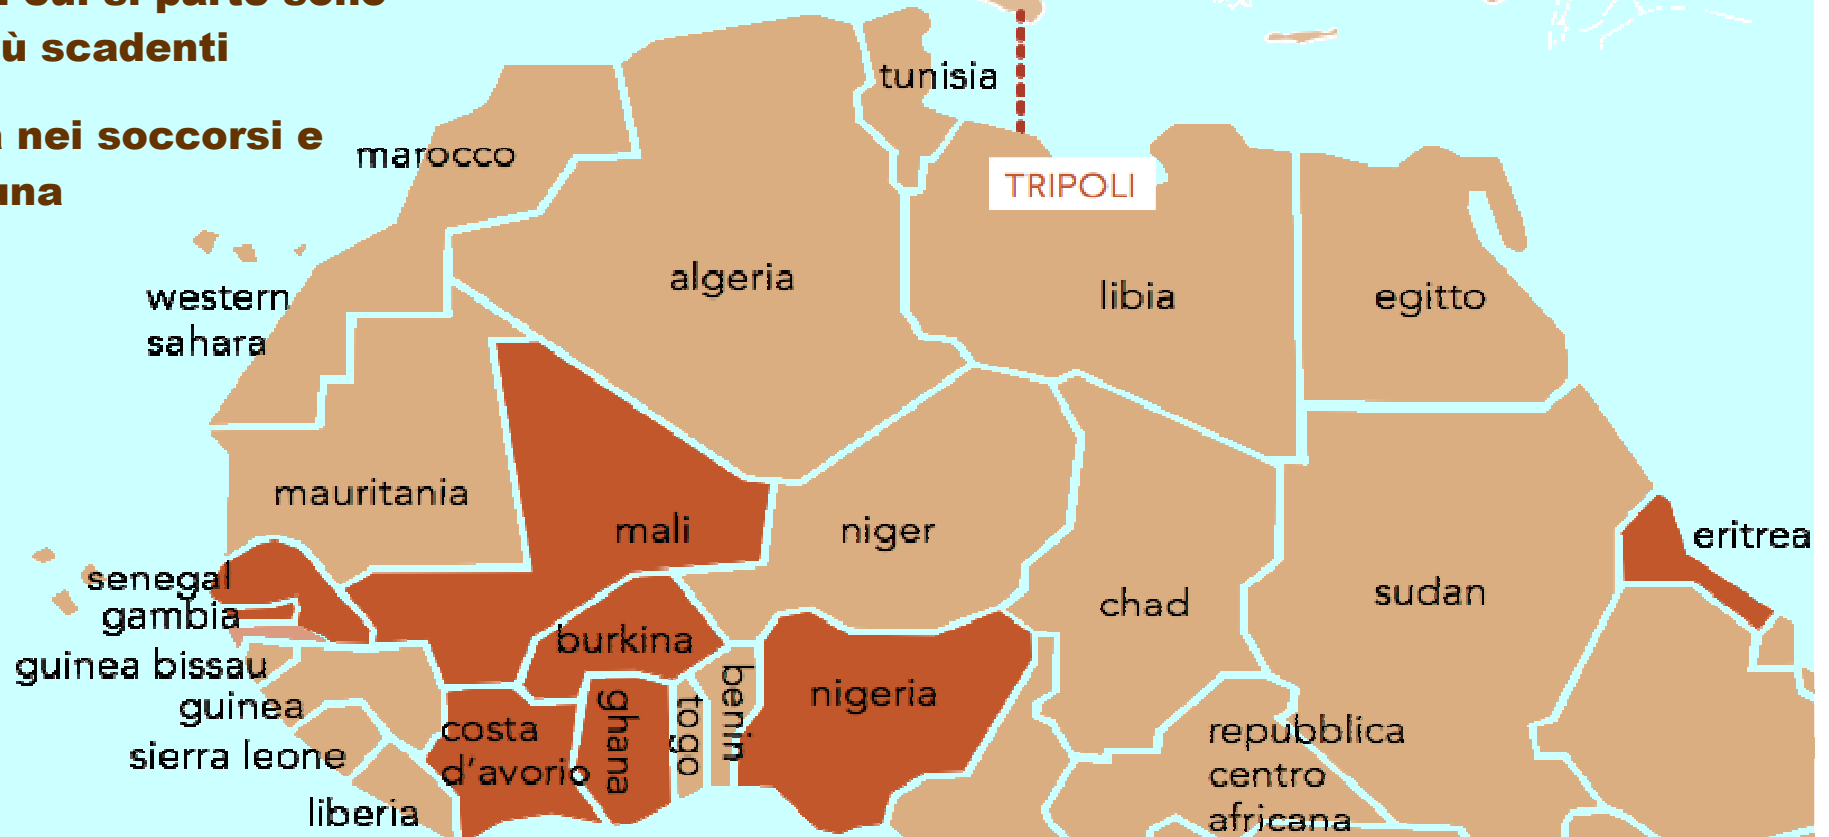 ù scadenti
nei soccorsi e
una
tunisia
marocco
TRIPOLI
algeria
libia
egitto
western
sahara
mauritania
mali
niger
eritrea
senegal
gambia
chad
sudan
burkina
guinea bissau
guinea
nigeria
benin
togo
ghana
costa
d'avorio
sierra leone
liberia
repubblica
centro
africana